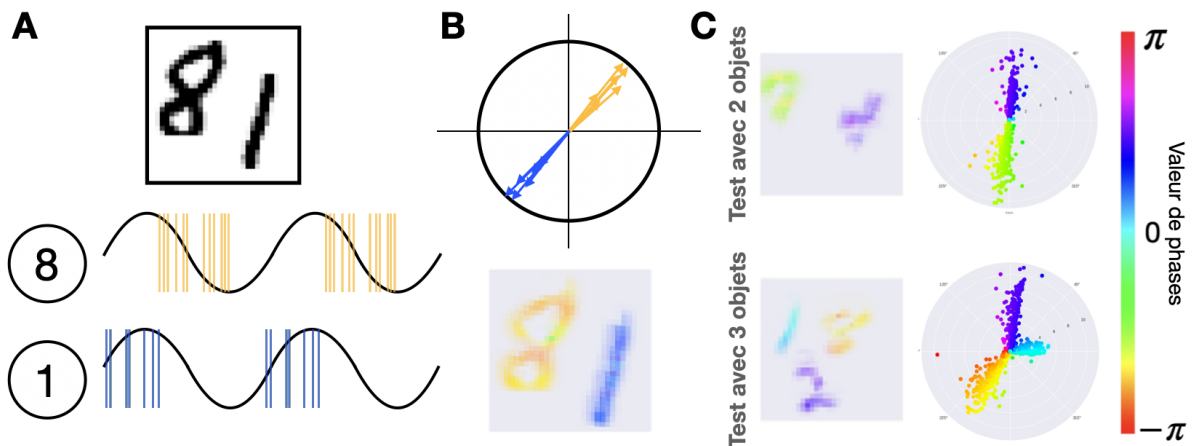 A
B
C
8
1
Test avec 2 objets
Test avec 3 objets
π
0
-π
Valeur de phases